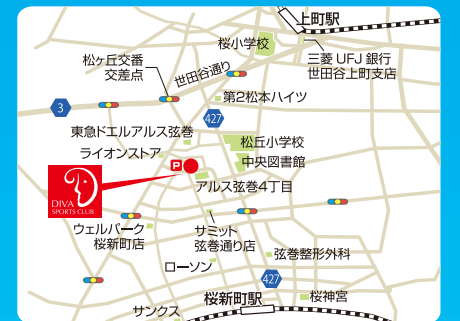 上町駅
桜小学校
三菱UFJ銀行
世田谷上町支店
松ヶ丘交番
交差点
世田谷通り
第2松本ハイツ
3
427
東急ドエルアルス弦巻
松丘小学校
ライオンストア
中央図書館
P
アルス弦巻4丁目
DIVA
SPORTS CLUB
ウェルパーク
桜新町店
サミット
弦巻通り店
弦巻整形外科
ローソン
427
桜新町駅
桜神宮
サンクス